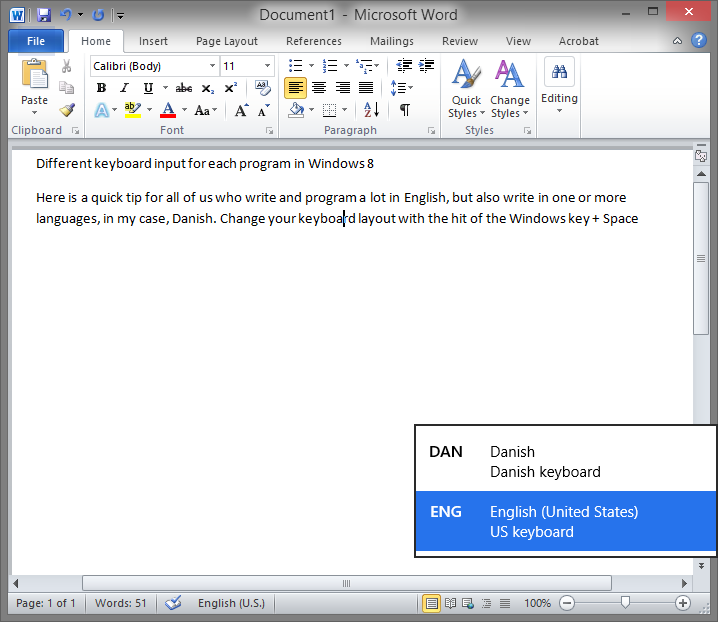 Document1 - Microsoft Word
File Home Insert Page Layout References Mailings Review View Acrobat
Calibri (Body) 11
Paste
B I U abc x₂ x² Aa
A ab A Aa A A
Quick Styles
Change Styles
Editing
Clipboard Font Paragraph Styles
Different keyboard input for each program in Windows 8
Here is a quick tip for all of us who write and program a lot in English, but also write in one or more
languages, in my case, Danish. Change your keyboard layout with the hit of the Windows key + Space
DAN Danish
Danish keyboard
ENG English (United States)
US keyboard
Page: 1 of 1 Words: 51 English (U.S.) 100%